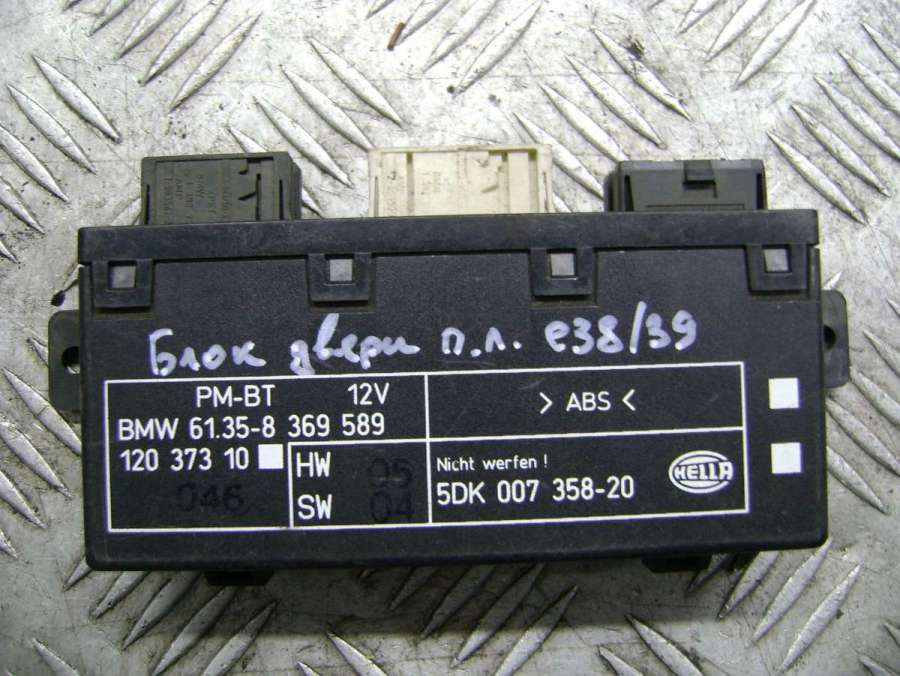 Блок двери п.л. е38/39
PM-BT 12V
BMW 61.35-8 369 589
120 373 10
046
HW 05
SW 04
> ABS <
Nicht werfen !
5DK 007 358-20
HELLA